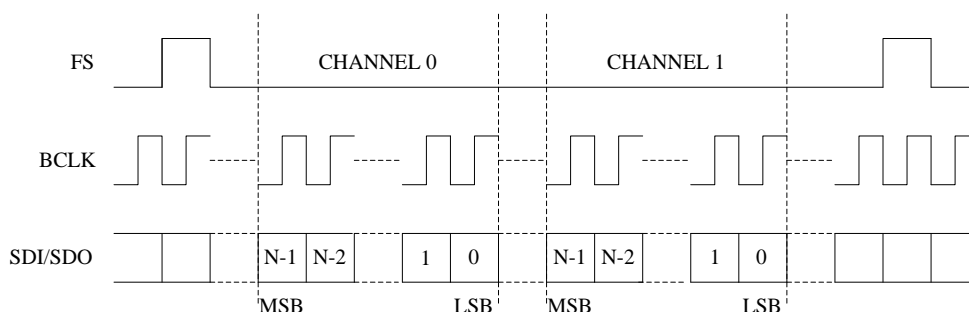 FS CHANNEL 0 CHANNEL 1
BCLK
SDI/SDO N-1 N-2 1 0 N-1 N-2 1 0
MSB LSB MSB LSB